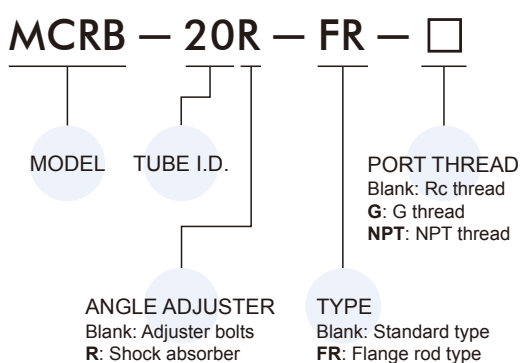 MCRB — 20R — FR — □
MODEL
TUBE I.D.
PORT THREAD
Blank: Rc thread
G: G thread
NPT: NPT thread
ANGLE ADJUSTER
Blank: Adjuster bolts
R: Shock absorber
TYPE
Blank: Standard type
FR: Flange rod type